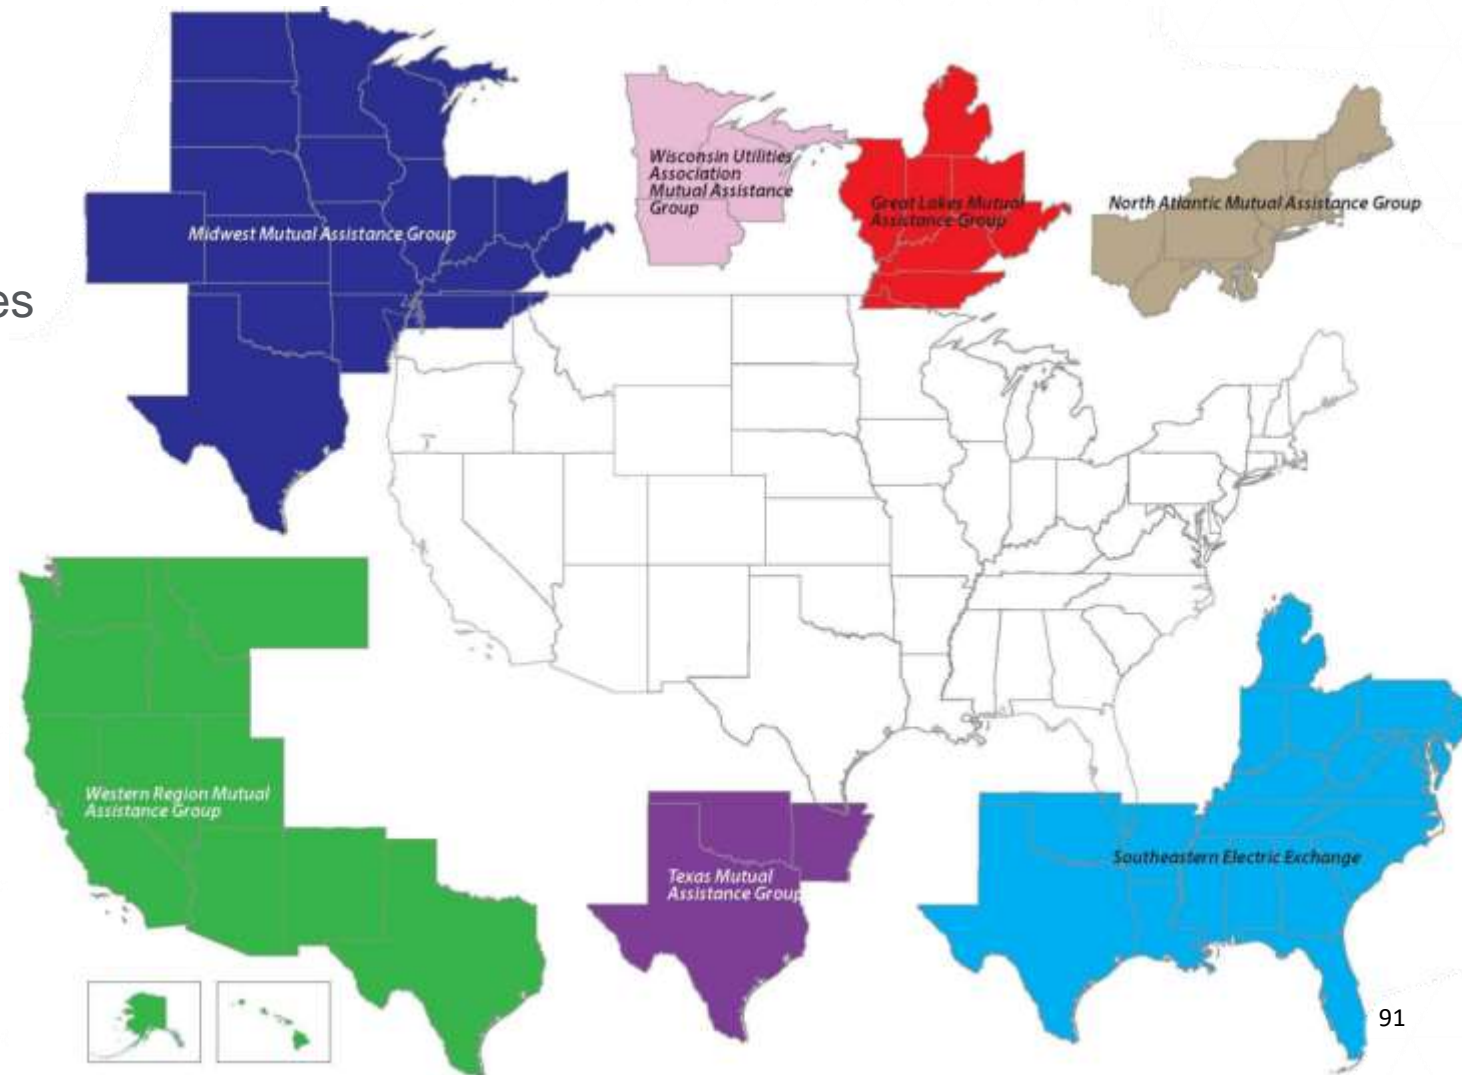 Wisconsin Utilities
Association
Mutual Assistance
Group
Great Lakes Mutual
Assistance Group
North Atlantic Mutual Assistance Group
Midwest Mutual Assistance Group
es
Western Region Mutual
Assistance Group
Texas Mutual
Assistance Group
Southeastern Electric Exchange
91